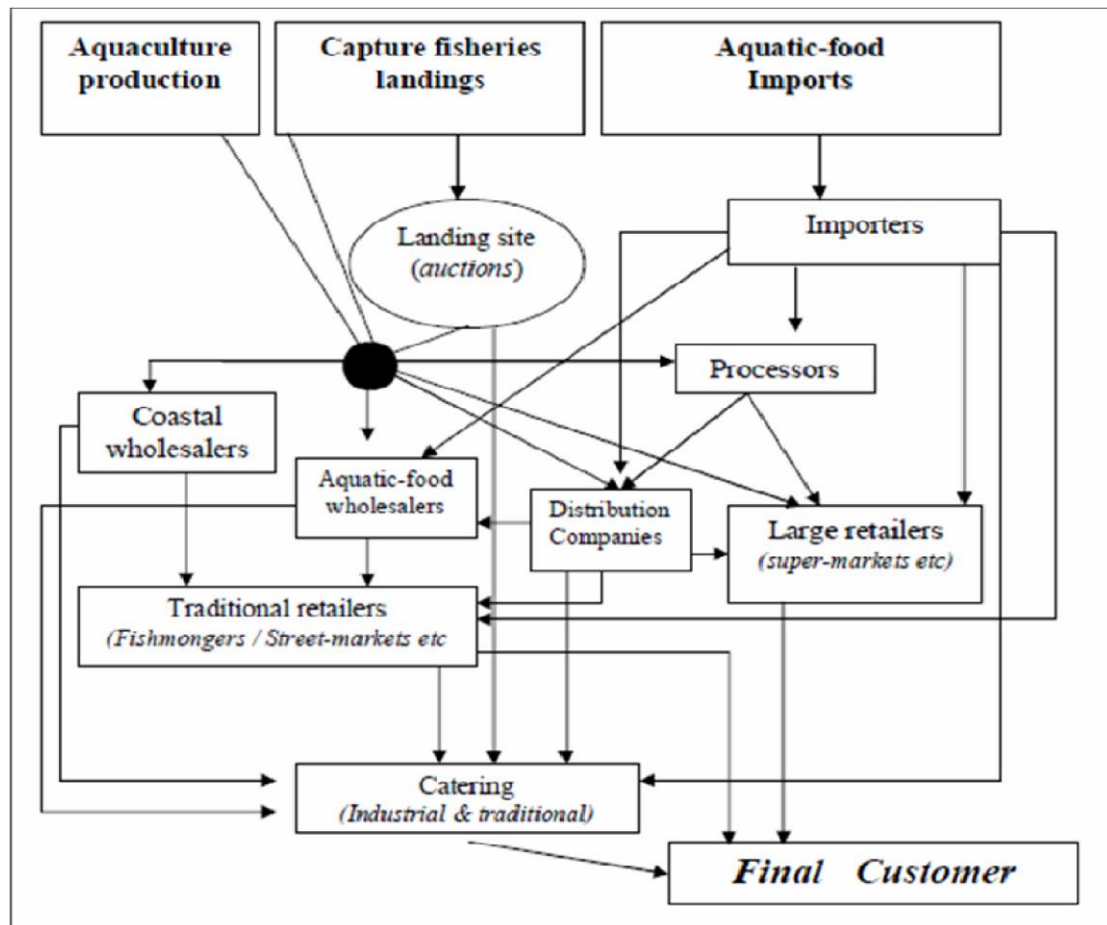 Aquaculture
production
Capture fisheries
landings
Aquatic-food
Imports
Landing site
(auctions)
Importers
Processors
Coastal
wholesalers
Aquatic-food
wholesalers
Distribution
Companies
Large retailers
(super-markets etc)
Traditional retailers
(Fishmongers / Street-markets etc
Catering
(Industrial & traditional)
Final Customer